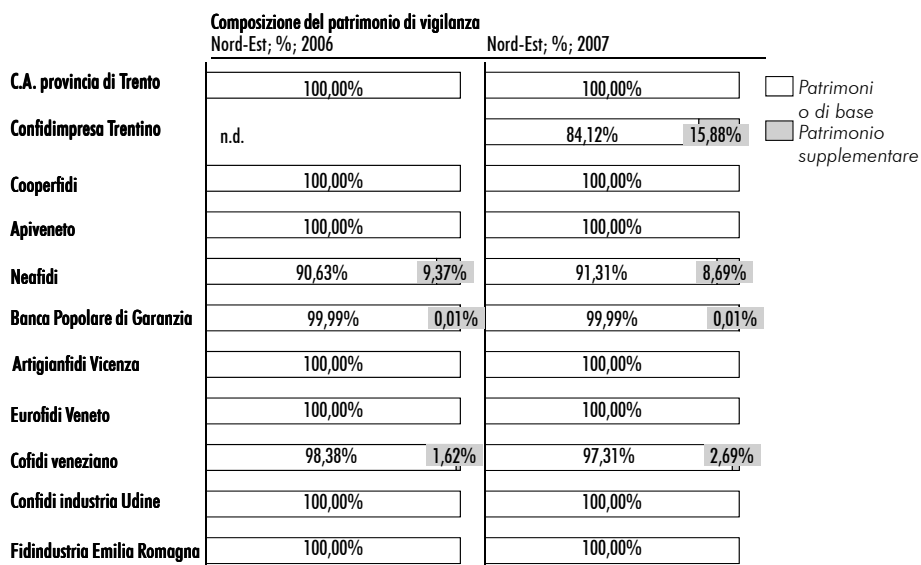 Composizione del patrimonio di vigilanza
Nord-Est; %; 2006 Nord-Est; %; 2007
C.A. provincia di Trento 100,00% 100,00%
Confidimpresa Trentino n.d. 84,12% 15,88%
Cooperfidi 100,00% 100,00%
Apiveneto 100,00% 100,00%
Neafidi 90,63% 9,37% 91,31% 8,69%
Banca Popolare di Garanzia 99,99% 0,01% 99,99% 0,01%
Artigianfidi Vicenza 100,00% 100,00%
Eurofidi Veneto 100,00% 100,00%
Cofidi veneziano 98,38% 1,62% 97,31% 2,69%
Confidi industria Udine 100,00% 100,00%
Fidindustria Emilia Romagna 100,00% 100,00%
Patrimoni
o di base
Patrimonio
supplementare